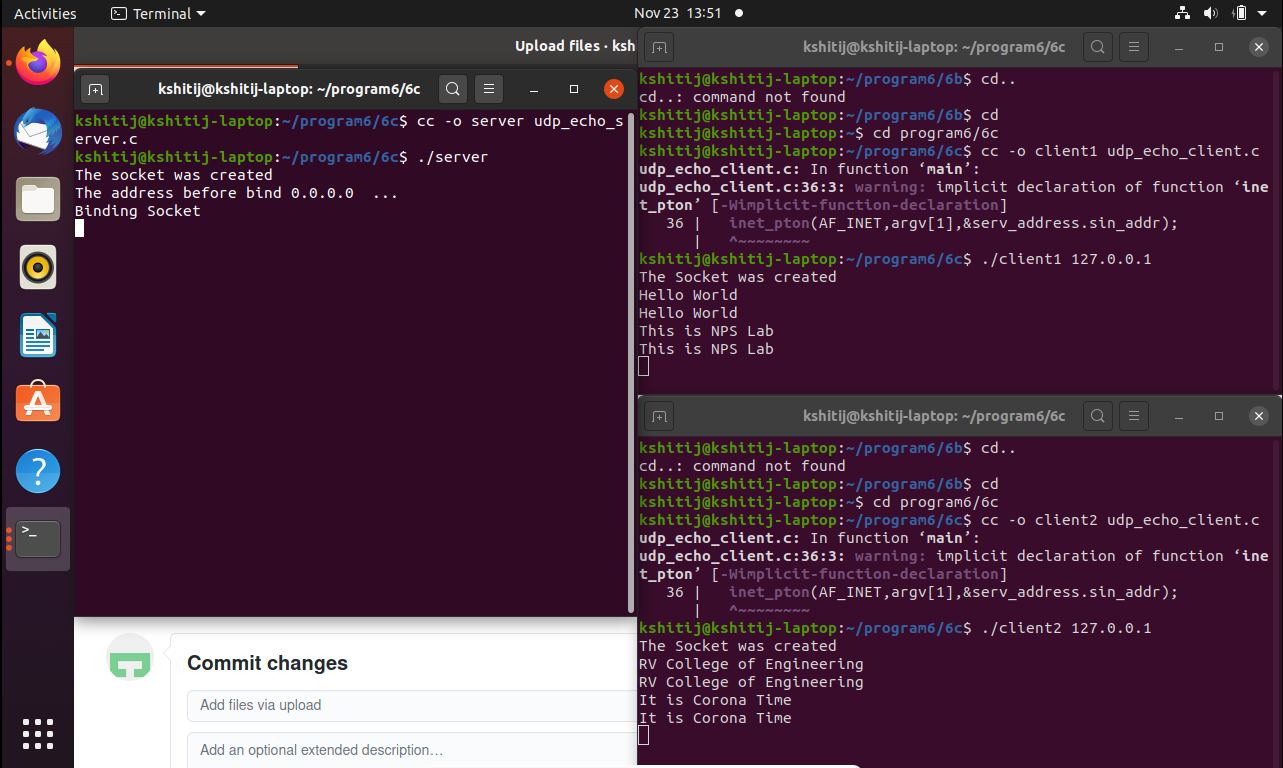 Activities
Terminal
Nov 23 13:51
Upload files · ksh
kshitij@kshitij-laptop: ~/program6/6c
kshitij@kshitij-laptop:~/program6/6c$ cc -o server udp_echo_s
erver.c
kshitij@kshitij-laptop:~/program6/6c$ ./server
The socket was created
The address before bind 0.0.0.0  ...
Binding Socket
kshitij@kshitij-laptop: ~/program6/6c
kshitij@kshitij-laptop:~/program6/6b$ cd..
cd..: command not found
kshitij@kshitij-laptop:~/program6/6b$ cd
kshitij@kshitij-laptop:~$ cd program6/6c
kshitij@kshitij-laptop:~/program6/6c$ cc -o client1 udp_echo_client.c
udp_echo_client.c: In function ‘main’:
udp_echo_client.c:36:3: warning: implicit declaration of function ‘ine
t_pton’ [-Wimplicit-function-declaration]
   36 |   inet_pton(AF_INET,argv[1],&serv_address.sin_addr);
      |   ^~~~~~~~~
kshitij@kshitij-laptop:~/program6/6c$ ./client1 127.0.0.1
The Socket was created
Hello World
Hello World
This is NPS Lab
This is NPS Lab
kshitij@kshitij-laptop: ~/program6/6c
kshitij@kshitij-laptop:~/program6/6b$ cd..
cd..: command not found
kshitij@kshitij-laptop:~/program6/6b$ cd
kshitij@kshitij-laptop:~$ cd program6/6c
kshitij@kshitij-laptop:~/program6/6c$ cc -o client2 udp_echo_client.c
udp_echo_client.c: In function ‘main’:
udp_echo_client.c:36:3: warning: implicit declaration of function ‘ine
t_pton’ [-Wimplicit-function-declaration]
   36 |   inet_pton(AF_INET,argv[1],&serv_address.sin_addr);
      |   ^~~~~~~~~
kshitij@kshitij-laptop:~/program6/6c$ ./client2 127.0.0.1
The Socket was created
RV College of Engineering
RV College of Engineering
It is Corona Time
It is Corona Time
Commit changes
Add files via upload
Add an optional extended description…